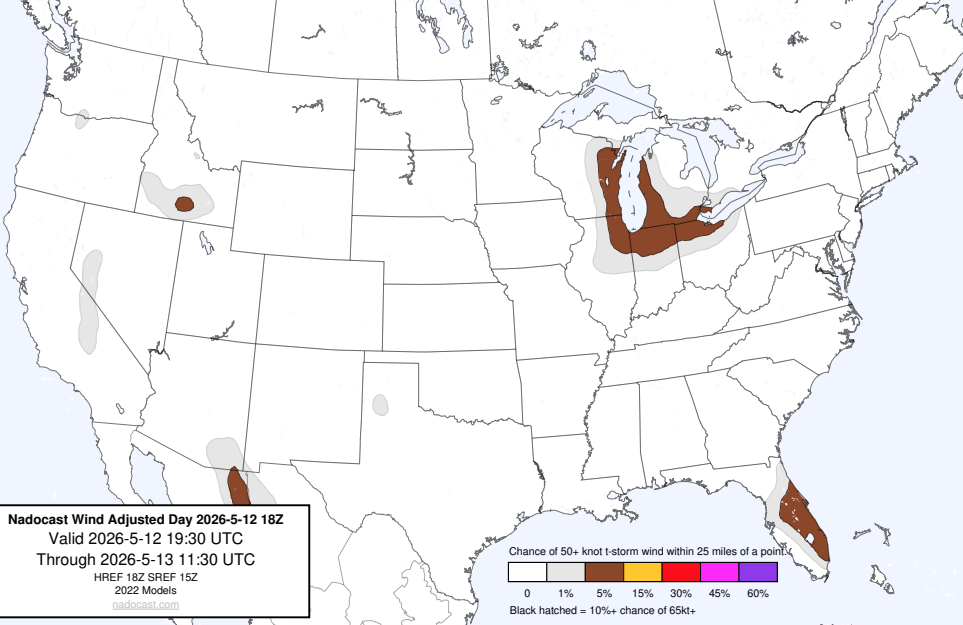 Nadocast Wind Adjusted Day 2026-5-12 18Z
Valid 2026-5-12 19:30 UTC
Through 2026-5-13 11:30 UTC
HREF 18Z SREF 15Z
2022 Models
nadocast.com
Chance of 50+ knot t-storm wind within 25 miles of a point.
0 1% 5% 15% 30% 45% 60%
Black hatched = 10%+ chance of 65kt+